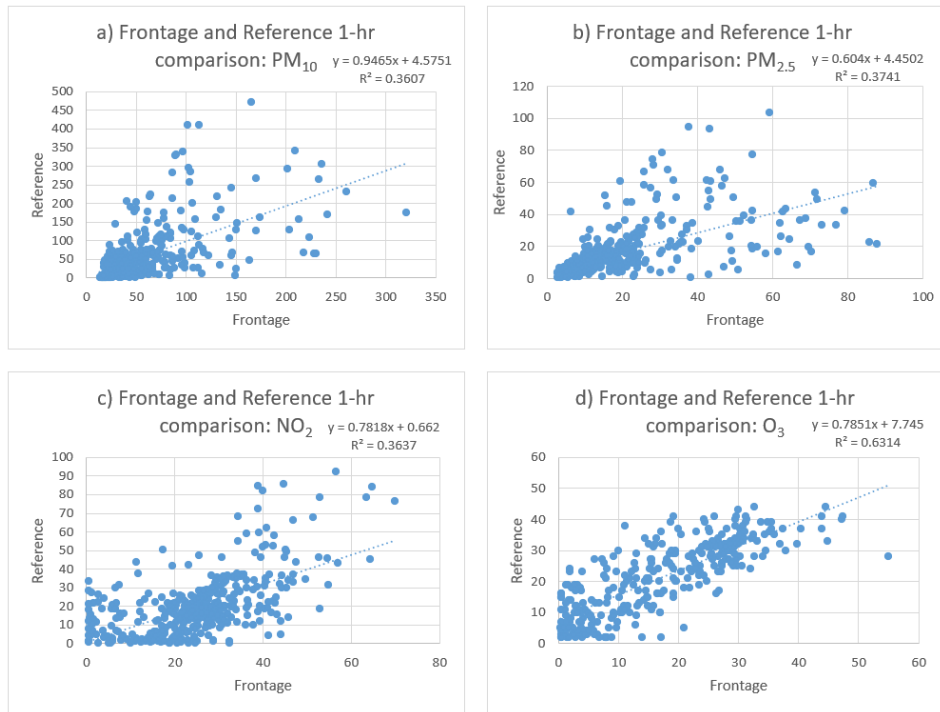 a) Frontage and Reference 1-hr
comparison: PM₁₀
y = 0.9465x + 4.5751
R² = 0.3607
500
450
400
350
300
250
200
150
100
50
0
Reference
0 50 100 150 200 250 300 350
Frontage
b) Frontage and Reference 1-hr
comparison: PM₂.₅
y = 0.604x + 4.4502
R² = 0.3741
120
100
80
60
40
20
0
Reference
0 20 40 60 80 100
Frontage
c) Frontage and Reference 1-hr
comparison: NO₂
y = 0.7818x + 0.662
R² = 0.3637
100
90
80
70
60
50
40
30
20
10
0
Reference
0 20 40 60 80
Frontage
d) Frontage and Reference 1-hr
comparison: O₃
y = 0.7851x + 7.745
R² = 0.6314
60
50
40
30
20
10
0
Reference
0 10 20 30 40 50 60
Frontage